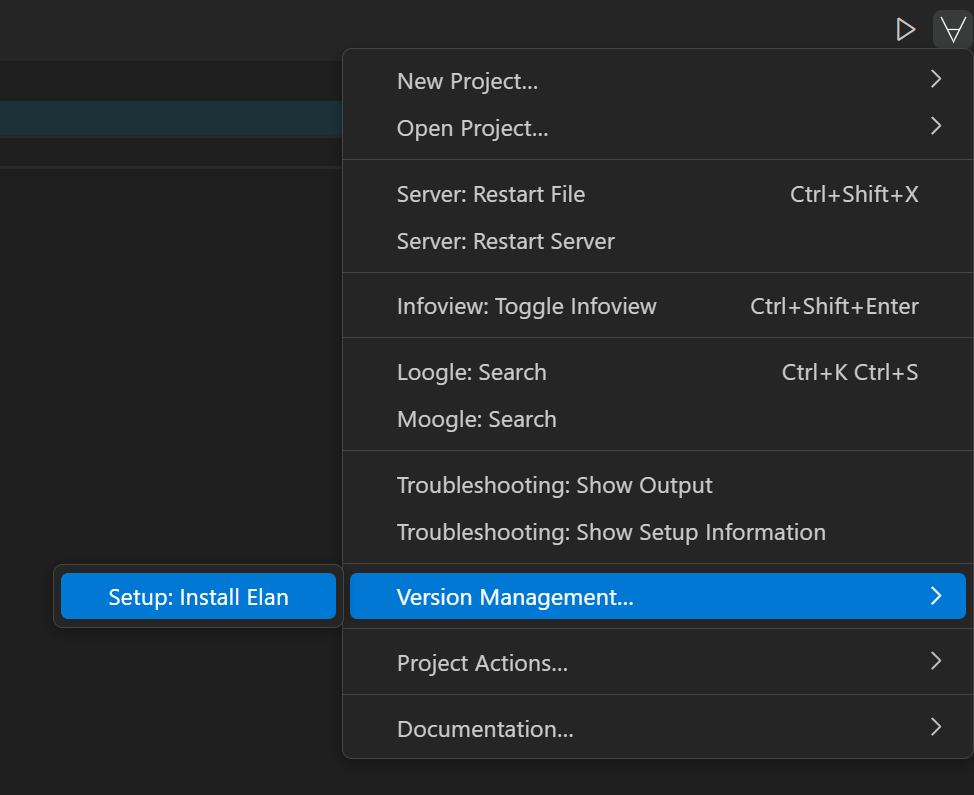 New Project...
Open Project...
Server: Restart File Ctrl+Shift+X
Server: Restart Server
Infoview: Toggle Infoview Ctrl+Shift+Enter
Loogle: Search Ctrl+K Ctrl+S
Moogle: Search
Troubleshooting: Show Output
Troubleshooting: Show Setup Information
Version Management...
Setup: Install Elan
Project Actions...
Documentation...